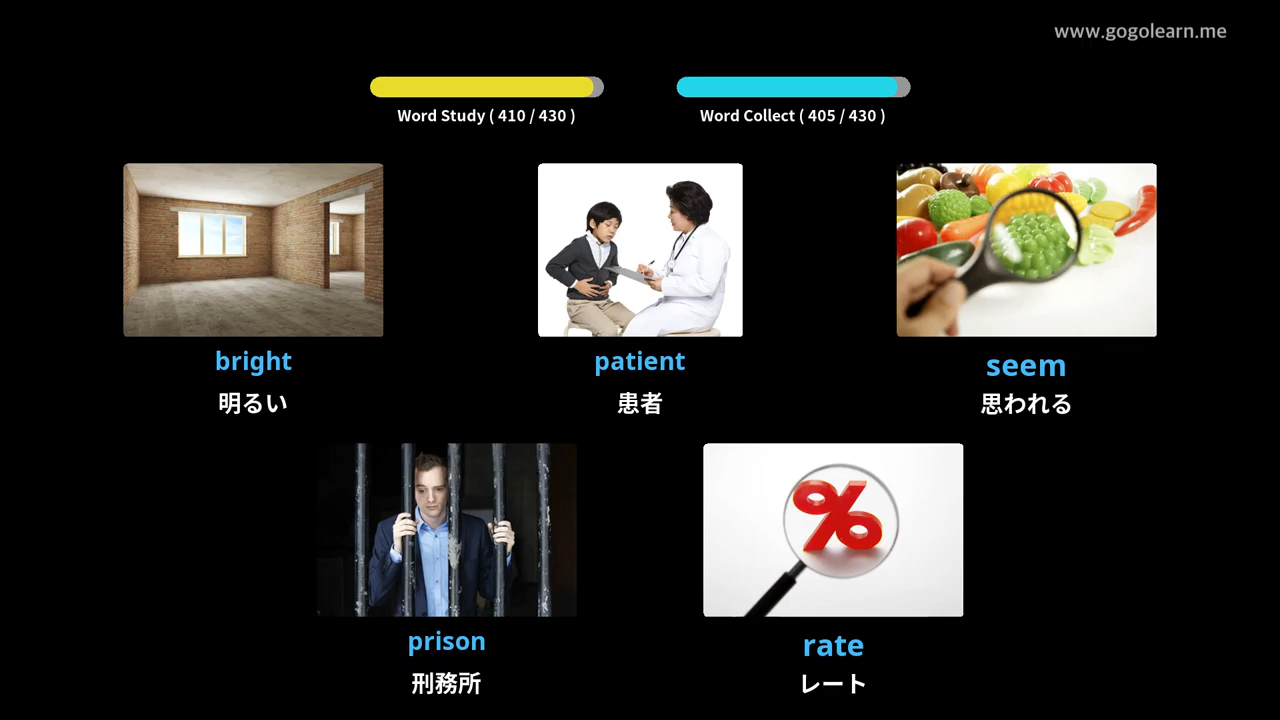 www.gogolearn.me
Word Study ( 410 / 430 )
Word Collect ( 405 / 430 )
bright
明るい
patient
患者
seem
思われる
prison
刑務所
%
rate
レート